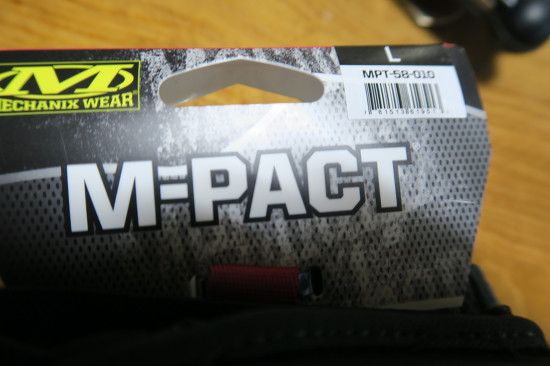 L
MPT-58-010
MECHANIX WEAR
M-PACT